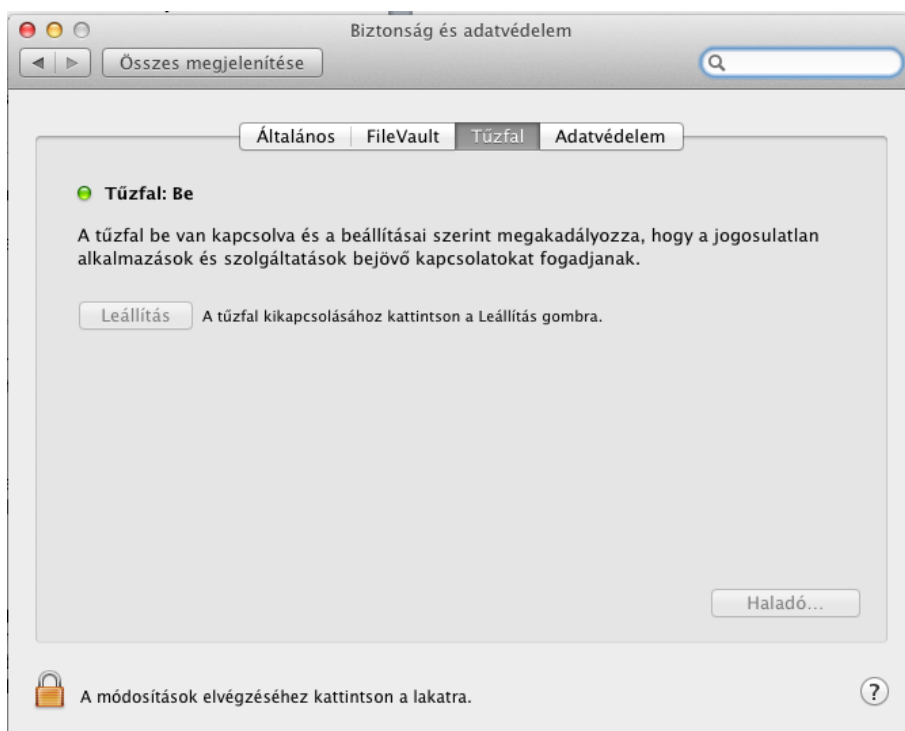 Biztonság és adatvédelem
Összes megjelenítése
Általános FileVault Tűzfal Adatvédelem
Tűzfal: Be
A tűzfal be van kapcsolva és a beállításai szerint megakadályozza, hogy a jogosulatlan
alkalmazások és szolgáltatások bejövő kapcsolatokat fogadjanak.
Leállítás A tűzfal kikapcsolásához kattintson a Leállítás gombra.
Haladó...
A módosítások elvégzéséhez kattintson a lakatra.
?